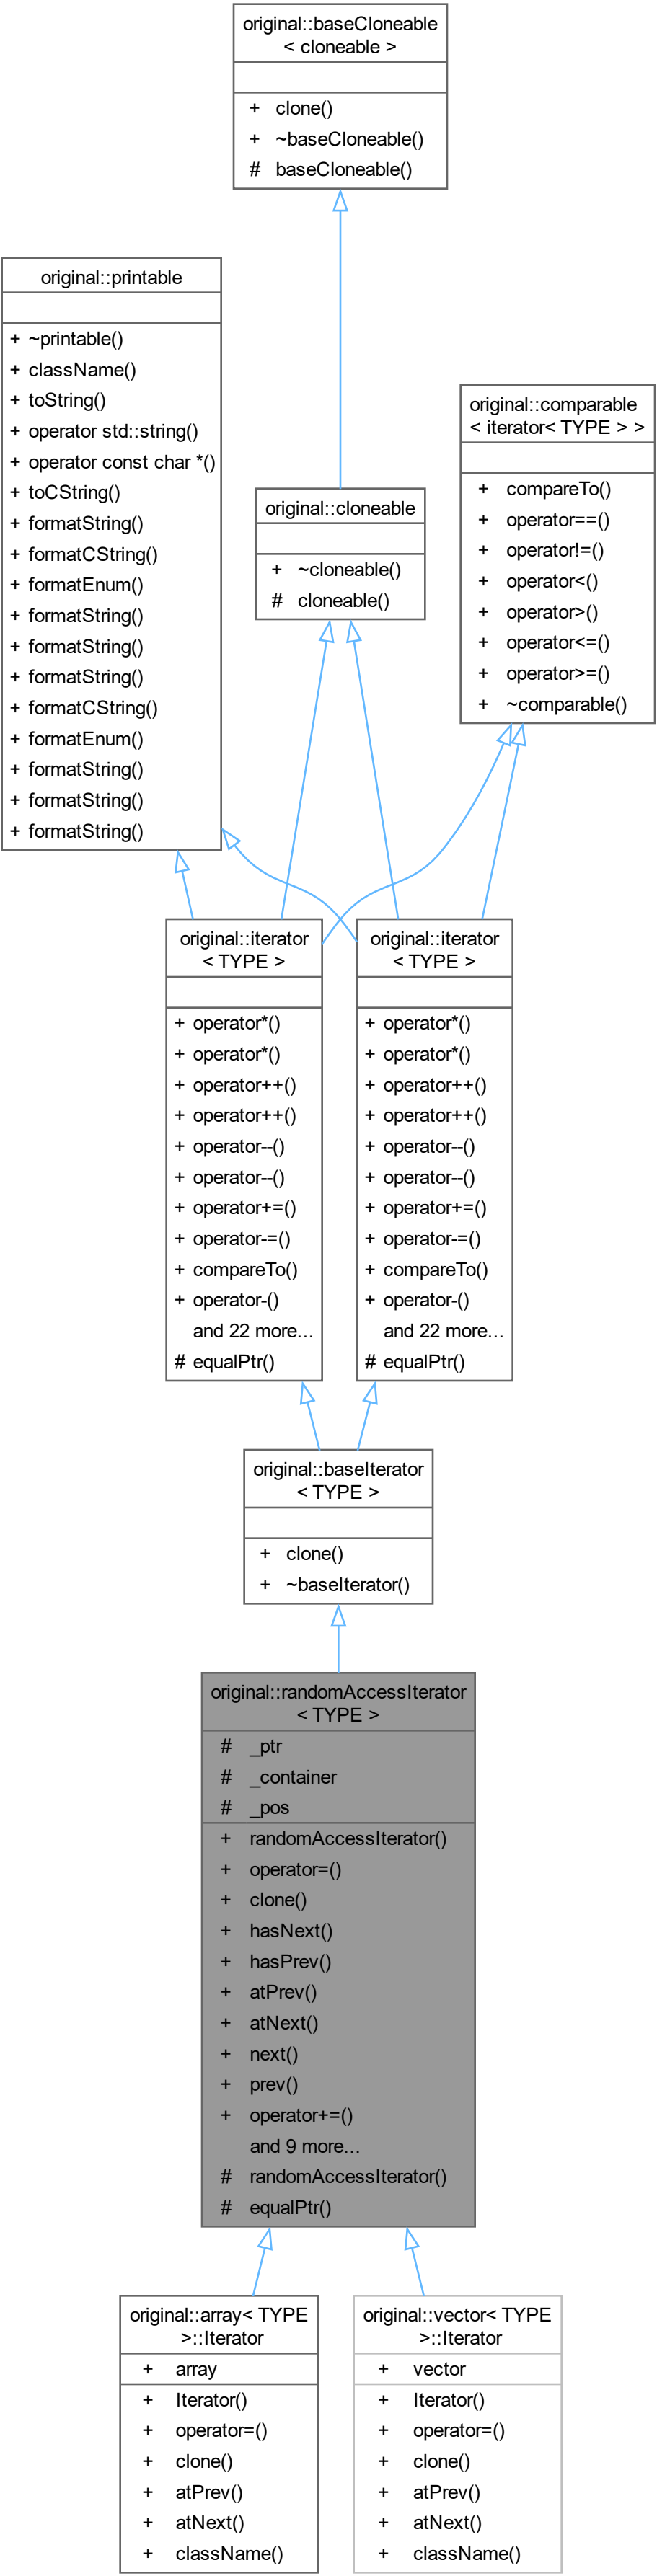 original::baseCloneable
< cloneable >
+ clone()
+ ~baseCloneable()
# baseCloneable()
original::printable
+ ~printable()
+ className()
+ toString()
+ operator std::string()
+ operator const char *()
+ toCString()
+ formatString()
+ formatCString()
+ formatEnum()
+ formatString()
+ formatString()
+ formatString()
+ formatCString()
+ formatEnum()
+ formatString()
+ formatString()
+ formatString()
original::cloneable
+ ~cloneable()
# cloneable()
original::comparable
< iterator< TYPE > >
+ compareTo()
+ operator==()
+ operator!=()
+ operator<()
+ operator>()
+ operator<=()
+ operator>=()
+ ~comparable()
original::iterator
< TYPE >
+ operator*()
+ operator*()
+ operator++()
+ operator++()
+ operator--()
+ operator--()
+ operator+=()
+ operator-=()
+ compareTo()
+ operator-()
and 22 more...
# equalPtr()
original::iterator
< TYPE >
+ operator*()
+ operator*()
+ operator++()
+ operator++()
+ operator--()
+ operator--()
+ operator+=()
+ operator-=()
+ compareTo()
+ operator-()
and 22 more...
# equalPtr()
original::baseIterator
< TYPE >
+ clone()
+ ~baseIterator()
original::randomAccessIterator
< TYPE >
# _ptr
# _container
# _pos
+ randomAccessIterator()
+ operator=()
+ clone()
+ hasNext()
+ hasPrev()
+ atPrev()
+ atNext()
+ next()
+ prev()
+ operator+=()
and 9 more...
# randomAccessIterator()
# equalPtr()
original::array< TYPE
>::Iterator
+ array
+ Iterator()
+ operator=()
+ clone()
+ atPrev()
+ atNext()
+ className()
original::vector< TYPE
>::Iterator
+ vector
+ Iterator()
+ operator=()
+ clone()
+ atPrev()
+ atNext()
+ className()